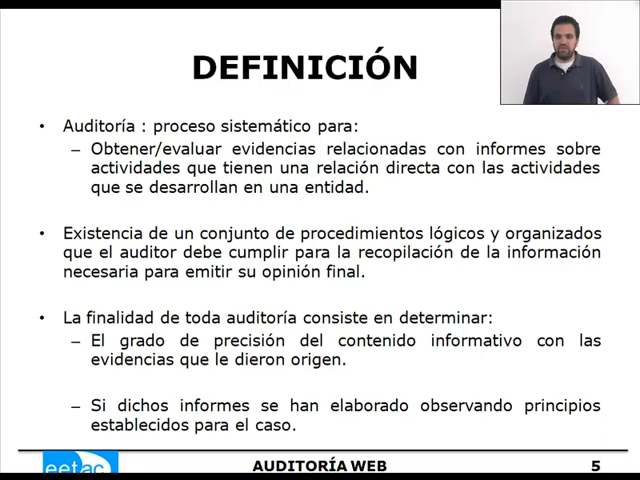 DEFINICIÓN
• Auditoría : proceso sistemático para:
– Obtener/evaluar evidencias relacionadas con informes sobre
actividades que tienen una relación directa con las actividades
que se desarrollan en una entidad.
• Existencia de un conjunto de procedimientos lógicos y organizados
que el auditor debe cumplir para la recopilación de la información
necesaria para emitir su opinión final.
• La finalidad de toda auditoría consiste en determinar:
– El grado de precisión del contenido informativo con las
evidencias que le dieron origen.
– Si dichos informes se han elaborado observando principios
establecidos para el caso.
eetac
AUDITORÍA WEB
5